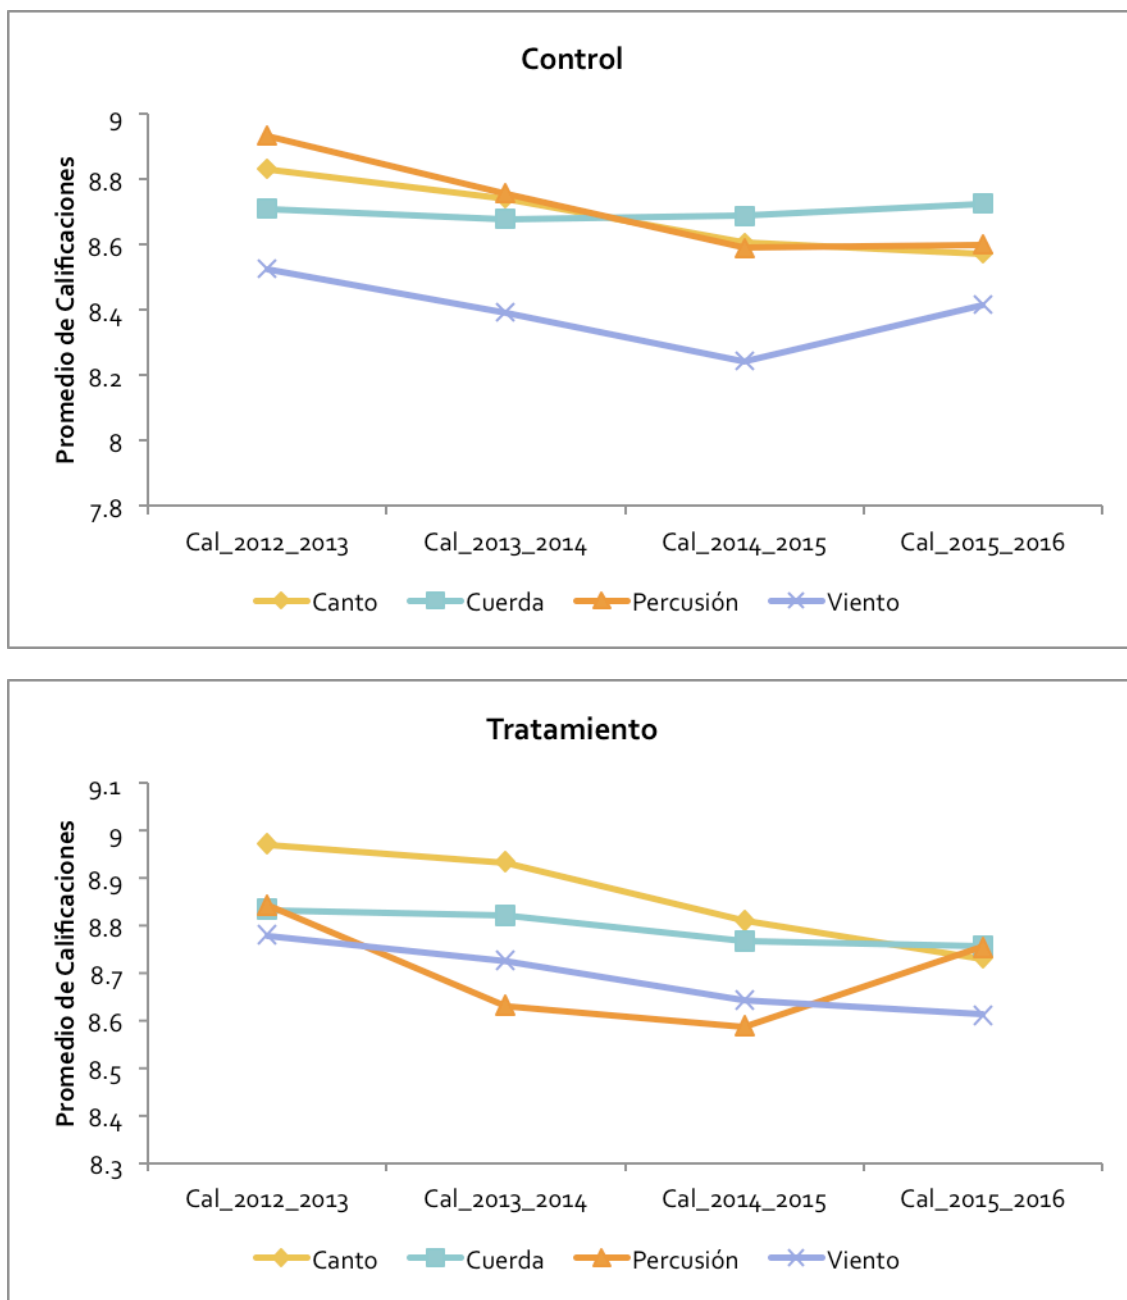 Control
Promedio de Calificaciones
9
8.8
8.6
8.4
8.2
8
7.8
Cal_2012_2013 Cal_2013_2014 Cal_2014_2015 Cal_2015_2016
Canto Cuerda Percusión Viento
Tratamiento
Promedio de Calificaciones
9.1
9
8.9
8.8
8.7
8.6
8.5
8.4
8.3
Cal_2012_2013 Cal_2013_2014 Cal_2014_2015 Cal_2015_2016
Canto Cuerda Percusión Viento